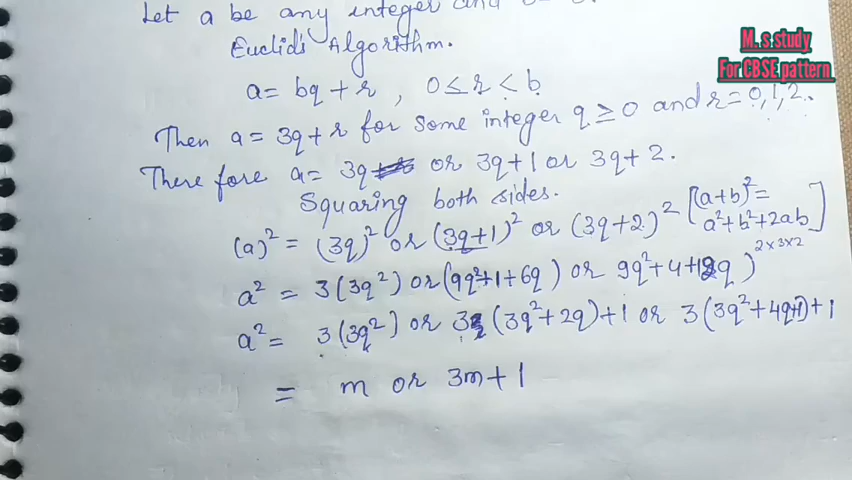 Let a be any integer and
M. s study
For CBSE pattern
Euclid's Algorithm.
a = bq + r , 0 ≤ r < b
Then a = 3q + r for some integer q ≥ 0 and r = 0, 1, 2.
There fore a = 3q or 3q+1 or 3q+2.
Squaring both sides.
(a)² = (3q)² or (3q+1)² or (3q+2)² [(a+b)² = a²+b²+2ab]
a² = 3(3q²) or (9q²+1+6q) or 9q²+4+12q) 2×3×2
a² = 3(3q²) or 3(3q²+2q)+1 or 3(3q²+4q+1)+1
= m or 3m+1